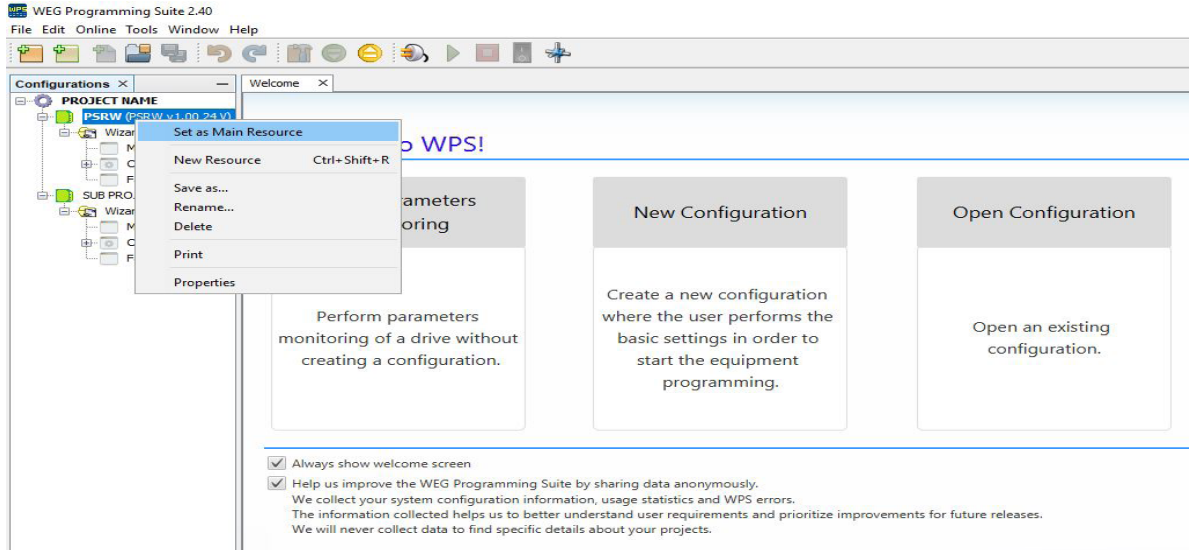 WEG Programming Suite 2.40
File Edit Online Tools Window Help
Configurations
Welcome
PROJECT NAME
PSRW (PSRW v1.00 24 V)
Wizar
M
C
F
SUB PRO
Wizar
M
C
F
Set as Main Resource
New Resource Ctrl+Shift+R
Save as...
Rename...
Delete
Print
Properties
o WPS!
ameters
oring
Perform parameters
monitoring of a drive without
creating a configuration.
New Configuration
Create a new configuration
where the user performs the
basic settings in order to
start the equipment
programming.
Open Configuration
Open an existing
configuration.
Always show welcome screen
Help us improve the WEG Programming Suite by sharing data anonymously.
We collect your system configuration information, usage statistics and WPS errors.
The information collected helps us to better understand user requirements and prioritize improvements for future releases.
We will never collect data to find specific details about your projects.